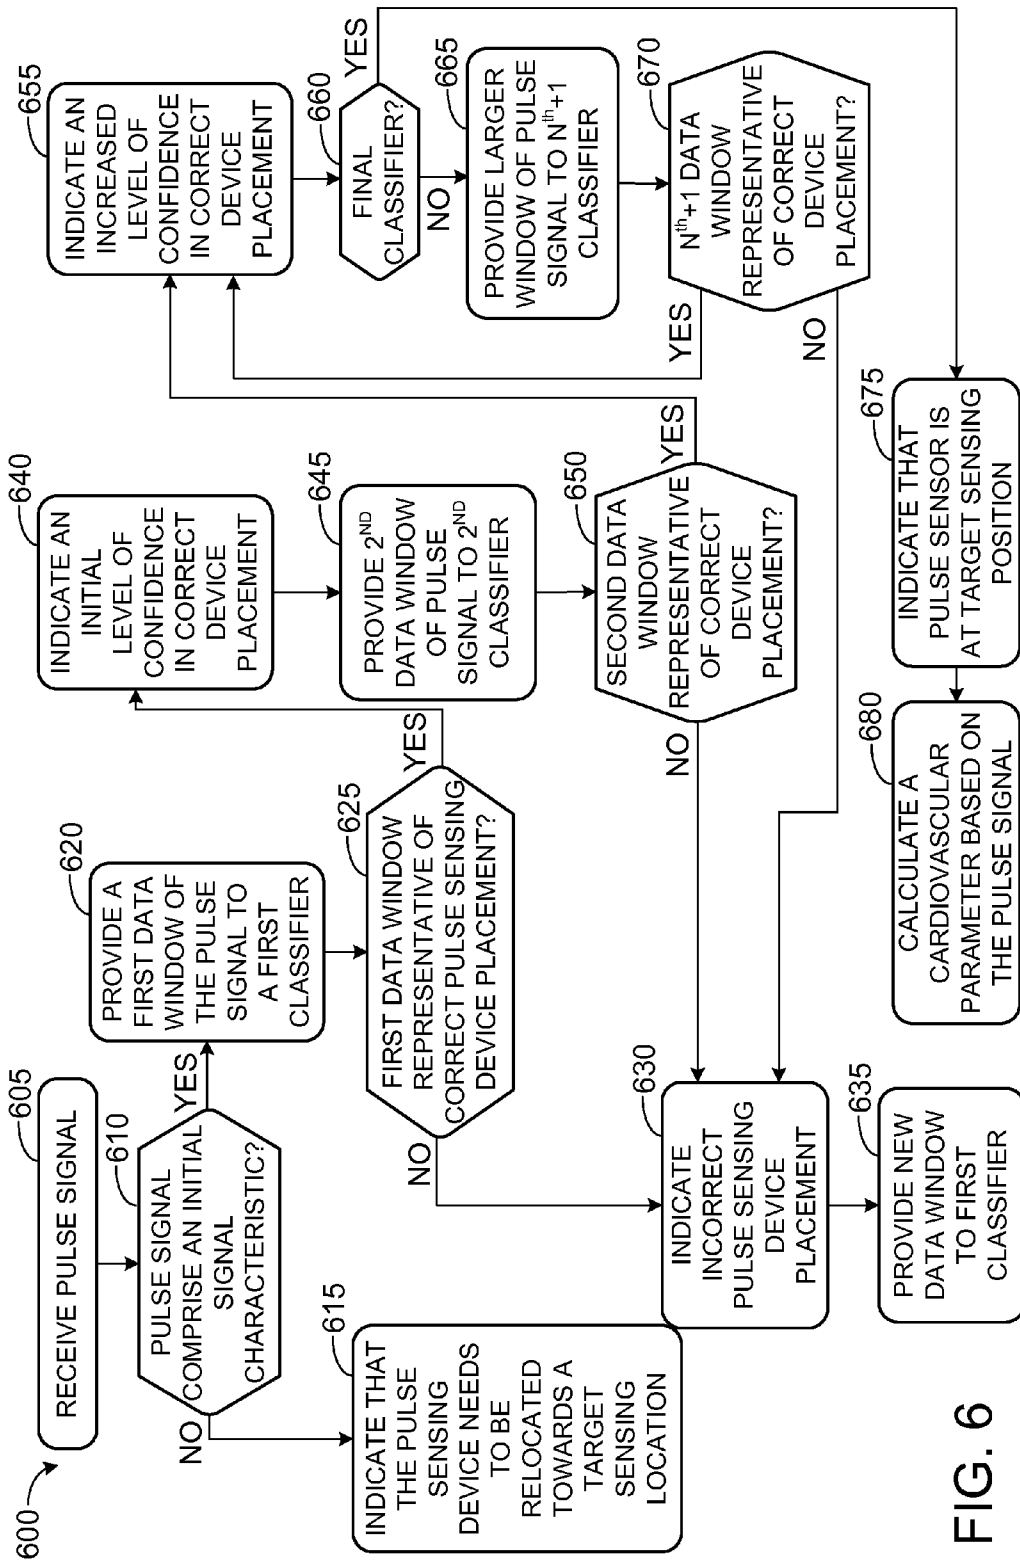 600
605
RECEIVE PULSE SIGNAL
610
PULSE SIGNAL
COMPRISE AN INITIAL
SIGNAL
CHARACTERISTIC?
NO
YES
615
INDICATE THAT
THE PULSE
SENSING
DEVICE NEEDS
TO BE
RELOCATED
TOWARDS A
TARGET
SENSING
LOCATION
620
PROVIDE A
FIRST DATA
WINDOW OF
THE PULSE
SIGNAL TO
A FIRST
CLASSIFIER
625
FIRST DATA WINDOW
REPRESENTATIVE OF
CORRECT PULSE SENSING
DEVICE PLACEMENT?
NO
YES
630
INDICATE
INCORRECT
PULSE SENSING
DEVICE
PLACEMENT
635
PROVIDE NEW
DATA WINDOW
TO FIRST
CLASSIFIER
640
INDICATE AN
INITIAL
LEVEL OF
CONFIDENCE
IN CORRECT
DEVICE
PLACEMENT
645
PROVIDE 2ND
DATA WINDOW
OF PULSE
SIGNAL TO 2ND
CLASSIFIER
650
SECOND DATA
WINDOW
REPRESENTATIVE
OF CORRECT
DEVICE
PLACEMENT?
NO
YES
655
INDICATE AN
INCREASED
LEVEL OF
CONFIDENCE
IN CORRECT
DEVICE
PLACEMENT
660
FINAL
CLASSIFIER?
YES
NO
665
PROVIDE LARGER
WINDOW OF PULSE
SIGNAL TO Nth+1
CLASSIFIER
670
Nth+1 DATA
WINDOW
REPRESENTATIVE
OF CORRECT
DEVICE
PLACEMENT?
YES
NO
675
INDICATE THAT
PULSE SENSOR IS
AT TARGET SENSING
POSITION
680
CALCULATE A
CARDIOVASCULAR
PARAMETER BASED ON
THE PULSE SIGNAL
FIG. 6